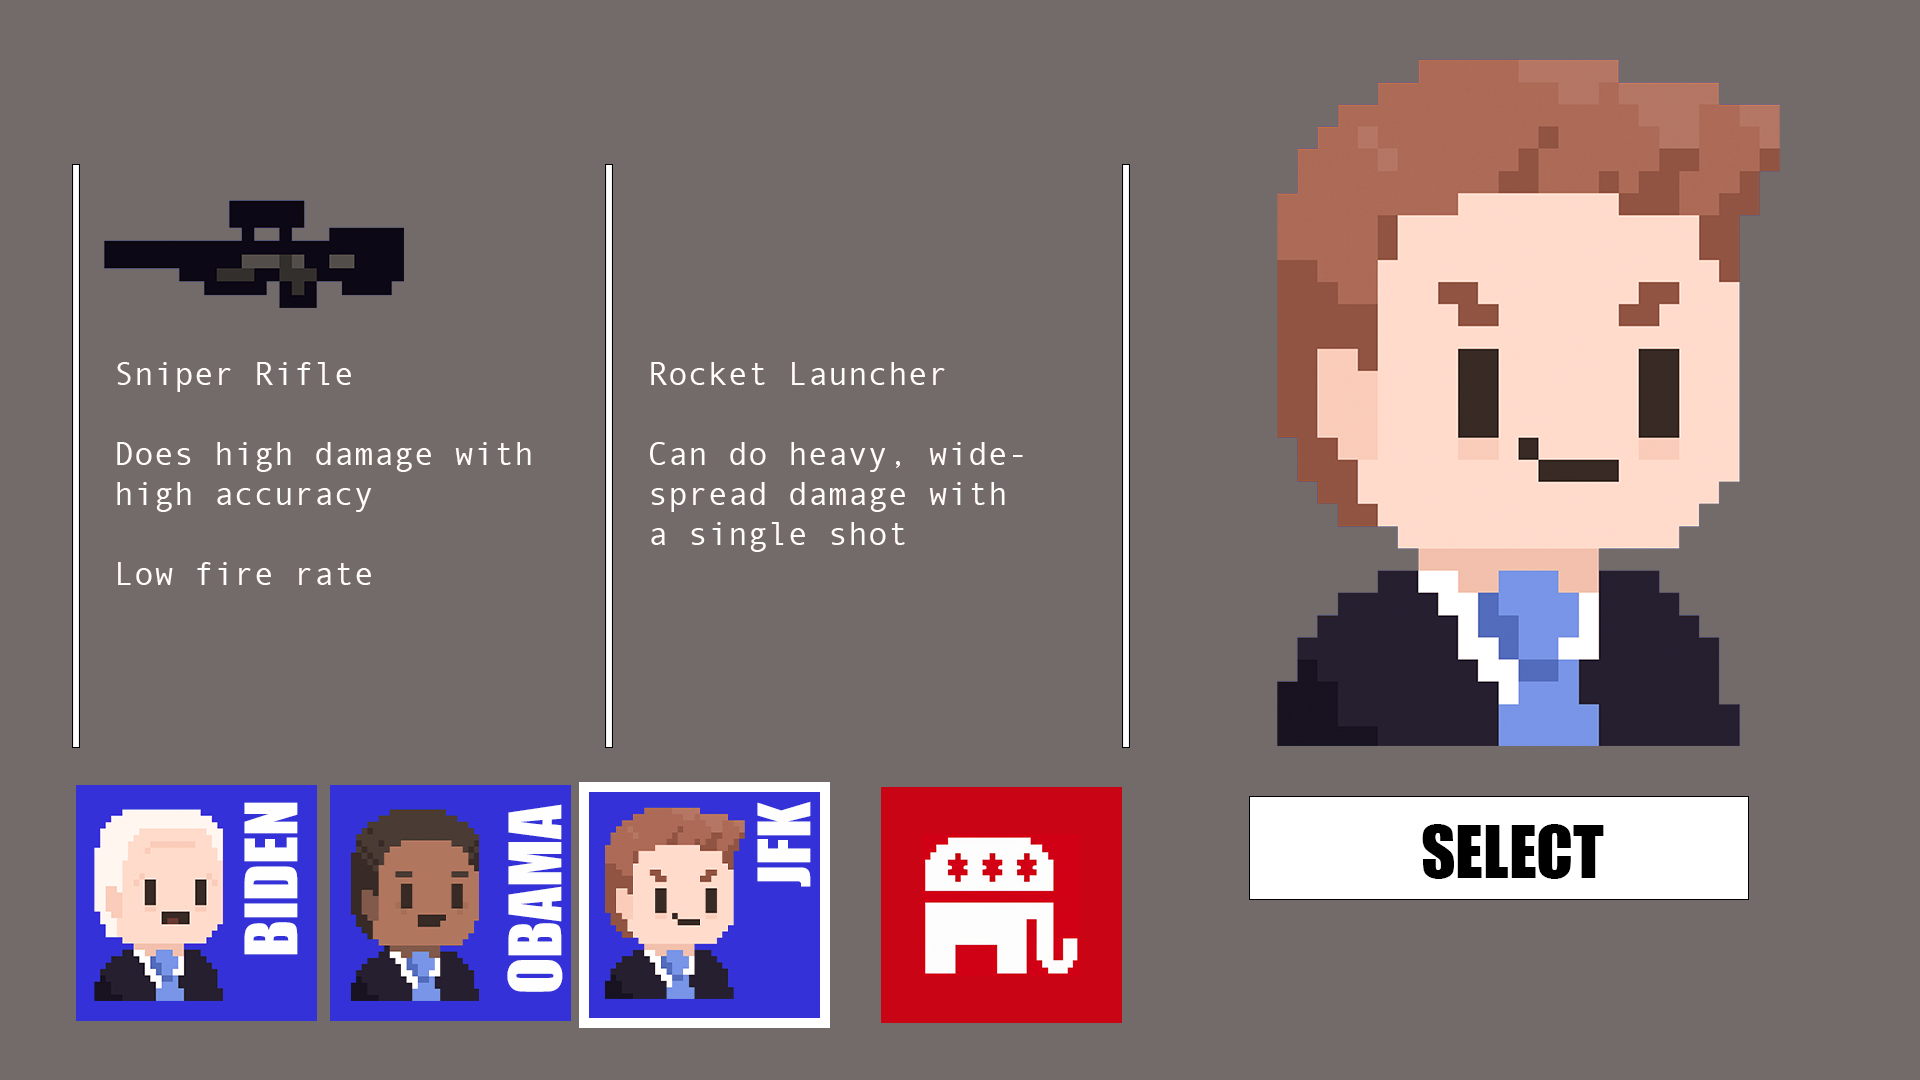 Sniper Rifle
Does high damage with
high accuracy
Low fire rate
Rocket Launcher
Can do heavy, wide-
spread damage with
a single shot
BIDEN
OBAMA
JFK
SELECT